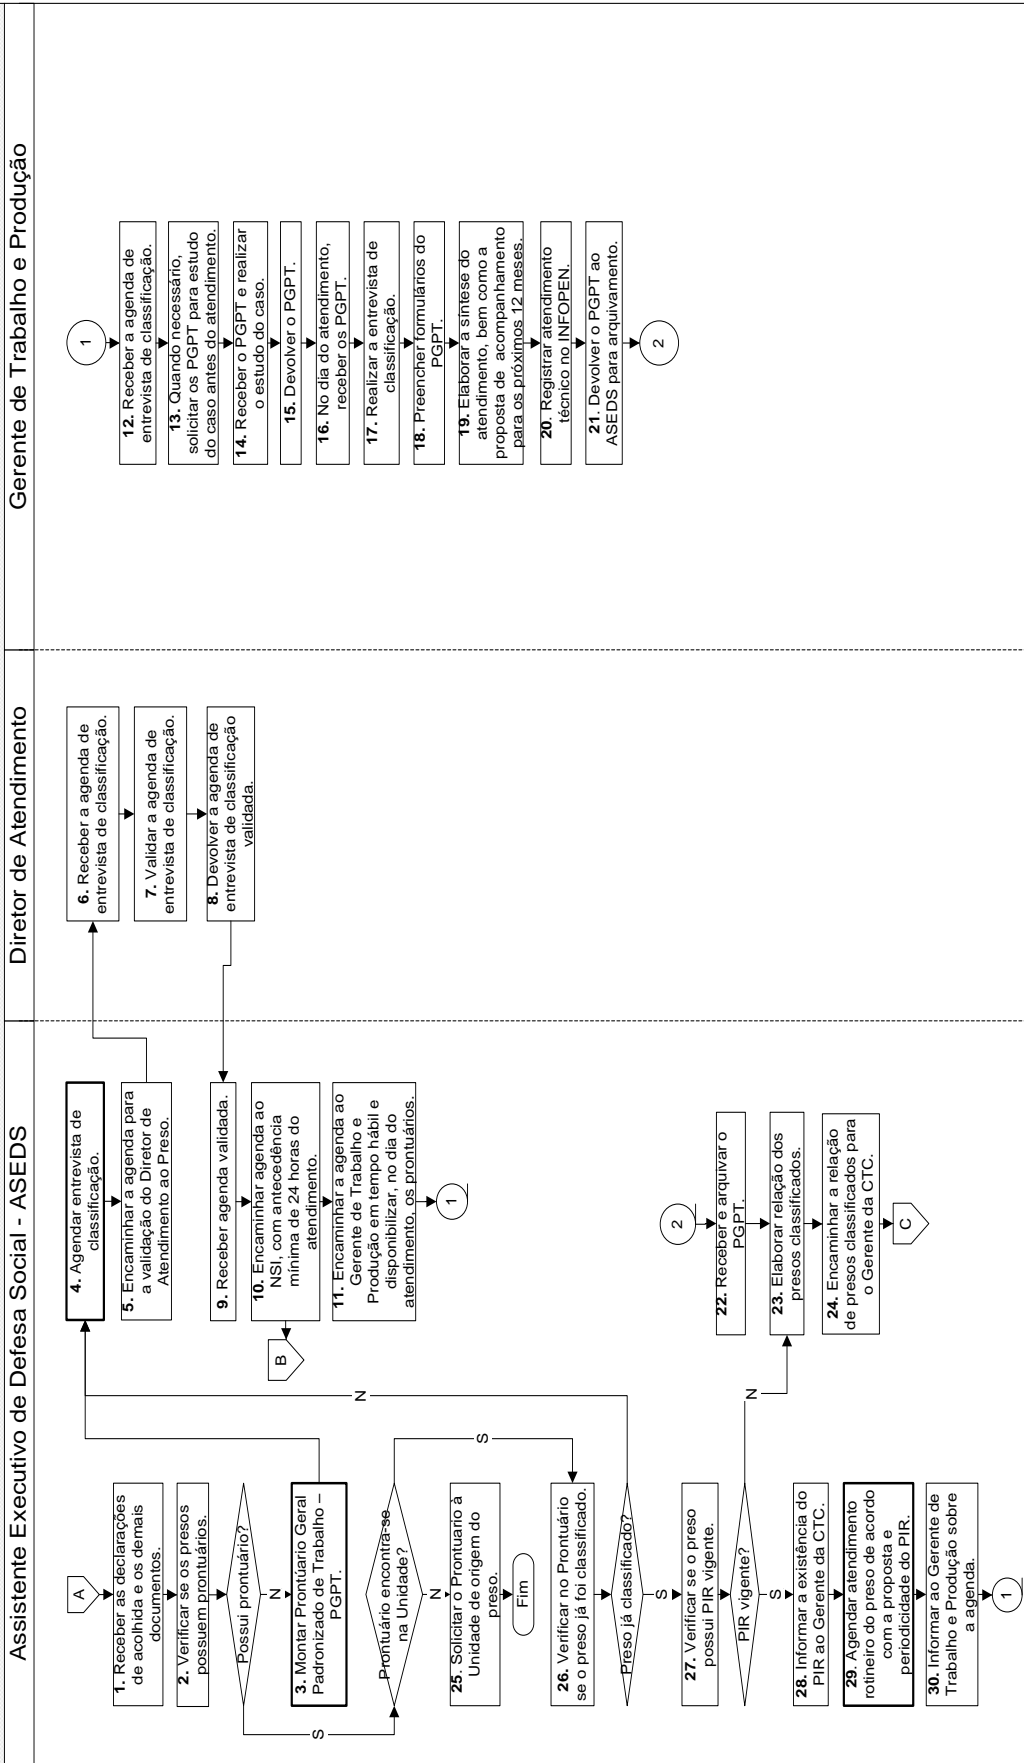 Assistente Executivo de Defesa Social - ASEDS
Diretor de Atendimento
Gerente de Trabalho e Produção
A
1. Receber as declarações
de acolhida e os demais
documentos.
2. Verificar se os presos
possuem prontuários.
Possui prontuário?
N
S
3. Montar Prontúário Geral
Padronizado de Trabalho –
PGPT.
Prontuário encontra-se
na Unidade?
N
S
25. Solicitar o Prontuario à
Unidade de origem do
preso.
Fim
26. Verificar no Prontuário
se o preso já foi classificado.
Preso já classificado?
N
S
27. Verificar se o preso
possui PIR vigente.
PIR vigente?
N
S
28. Informar a existência do
PIR ao Gerente da CTC.
29. Agendar atendimento
rotineiro do preso de acordo
com a proposta e
periodicidade do PIR.
30. Informar ao Gerente de
Trabalho e Produção sobre
a agenda.
1
4. Agendar entrevista de
classificação.
5. Encaminhar a agenda para
a validação do Diretor de
Atendimento ao Preso.
9. Receber agenda validada.
10. Encaminhar agenda ao
NSI, com antecedência
mínima de 24 horas do
atendimento.
B
11. Encaminhar a agenda ao
Gerente de Trabalho e
Produção em tempo hábil e
disponibilizar, no dia do
atendimento, os prontuários.
1
2
22. Receber e arquivar o
PGPT.
23. Elaborar relação dos
presos classificados.
24. Encaminhar a relação
de presos classificados para
o Gerente da CTC.
C
6. Receber a agenda de
entrevista de classificação.
7. Validar a agenda de
entrevista de classificação.
8. Devolver a agenda de
entrevista de classificação
validada.
1
12. Receber a agenda de
entrevista de classificação.
13. Quando necessário,
solicitar os PGPT para estudo
do caso antes do atendimento.
14. Receber o PGPT e realizar
o estudo do caso.
15. Devolver o PGPT.
16. No dia do atendimento,
receber os PGPT.
17. Realizar a entrevista de
classificação.
18. Preencher formulários do
PGPT.
19. Elaborar a síntese do
atendimento, bem como a
proposta de acompanhamento
para os próximos 12 meses.
20. Registrar atendimento
técnico no INFOPEN.
21. Devolver o PGPT ao
ASEDS para arquivamento.
2